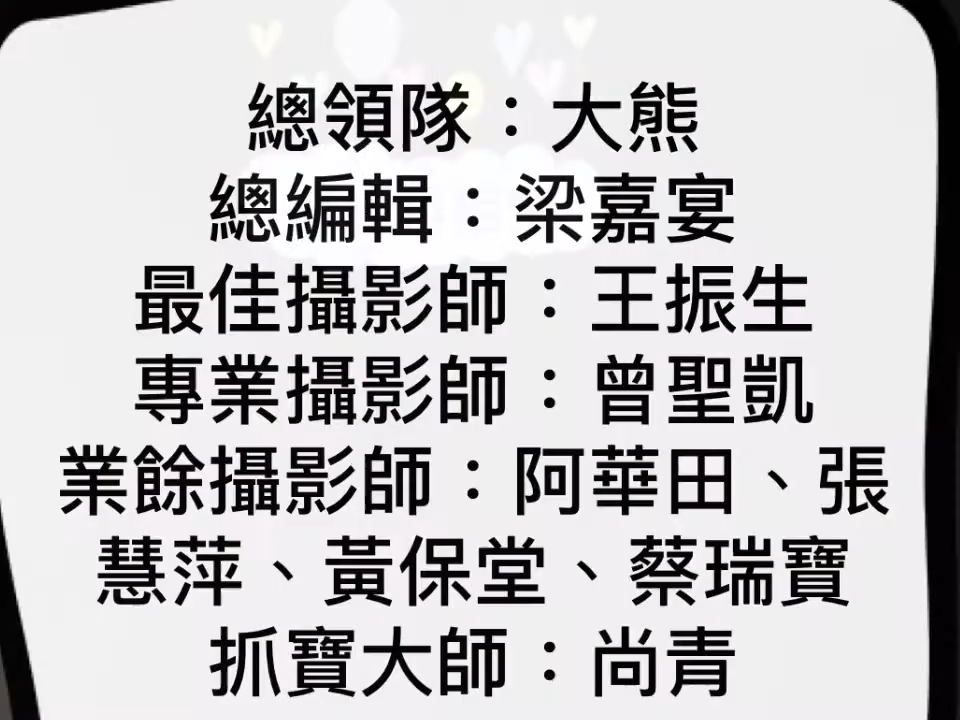 總領隊：大熊
總編輯：梁嘉宴
最佳攝影師：王振生
專業攝影師：曾聖凱
業餘攝影師：阿華田、張
慧萍、黃保堂、蔡瑞寶
抓寶大師：尚青